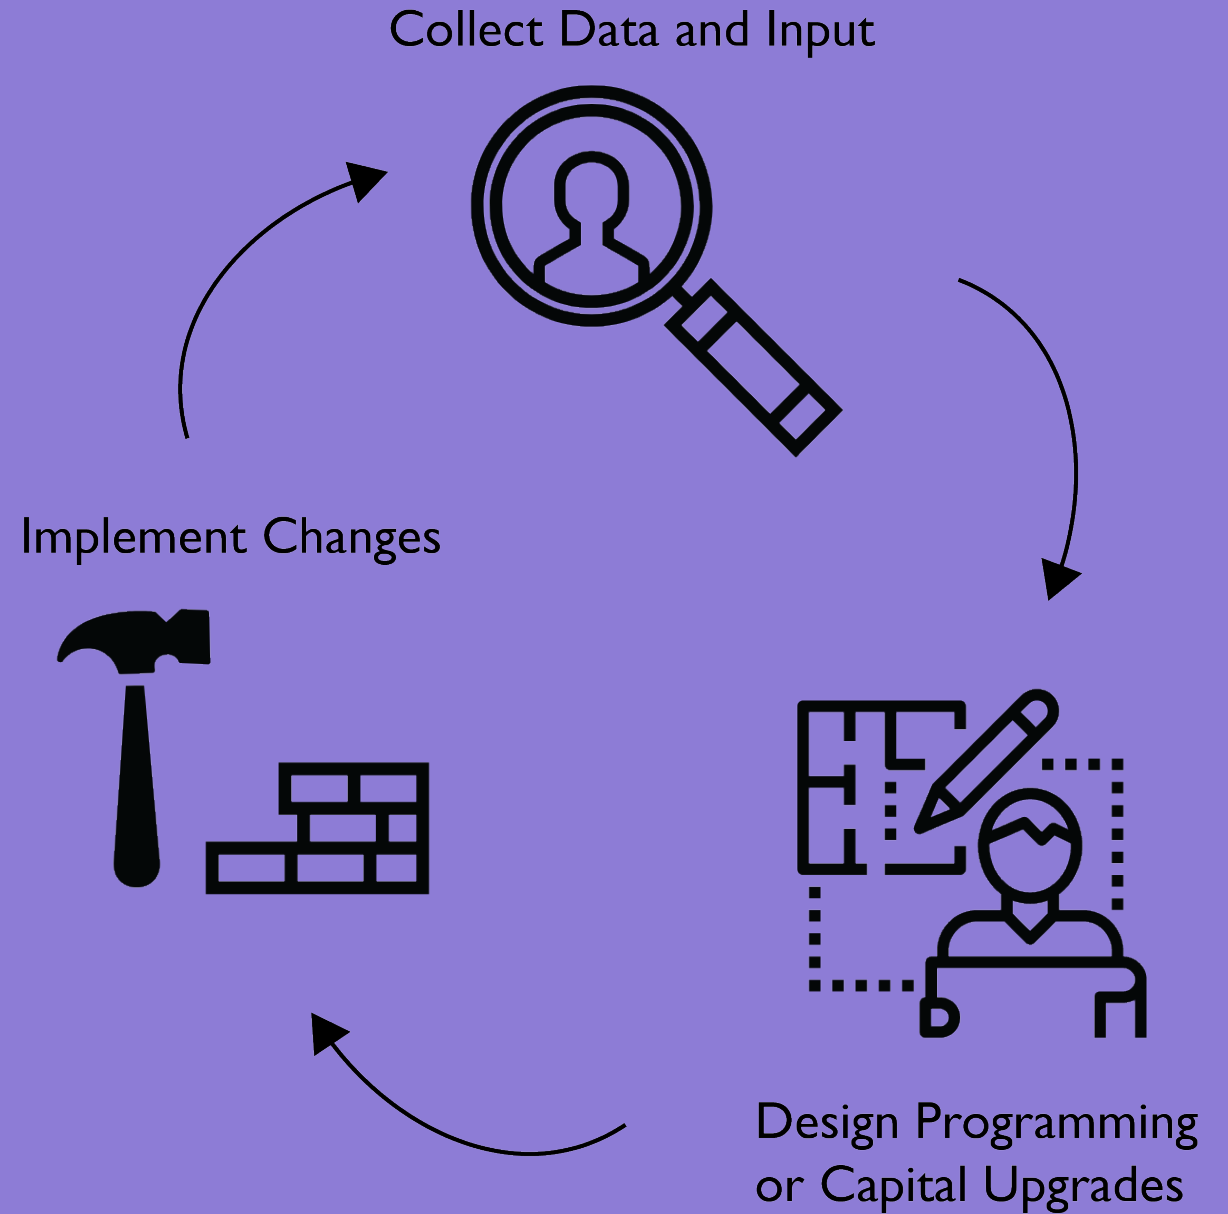 Collect Data and Input
Implement Changes
Design Programming
or Capital Upgrades